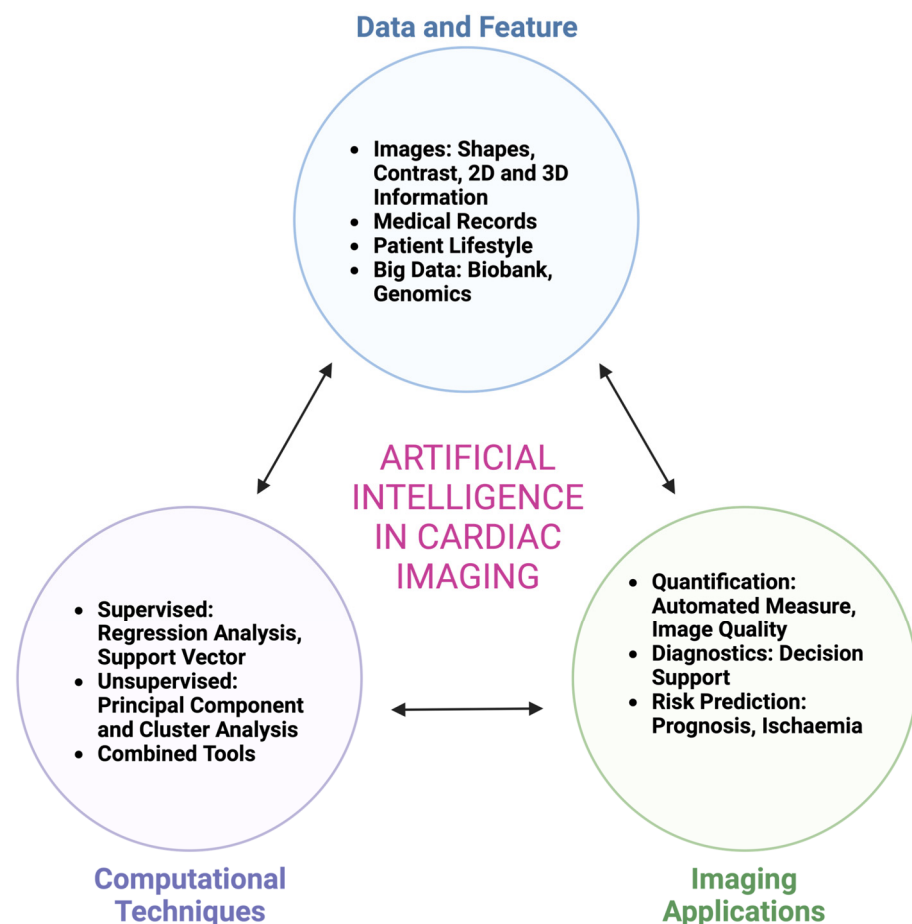 Data and Feature
• Images: Shapes,
Contrast, 2D and 3D
Information
• Medical Records
• Patient Lifestyle
• Big Data: Biobank,
Genomics
ARTIFICIAL
INTELLIGENCE
IN CARDIAC
IMAGING
• Supervised:
Regression Analysis,
Support Vector
• Unsupervised:
Principal Component
and Cluster Analysis
• Combined Tools
Computational
Techniques
• Quantification:
Automated Measure,
Image Quality
• Diagnostics: Decision
Support
• Risk Prediction:
Prognosis, Ischaemia
Imaging
Applications